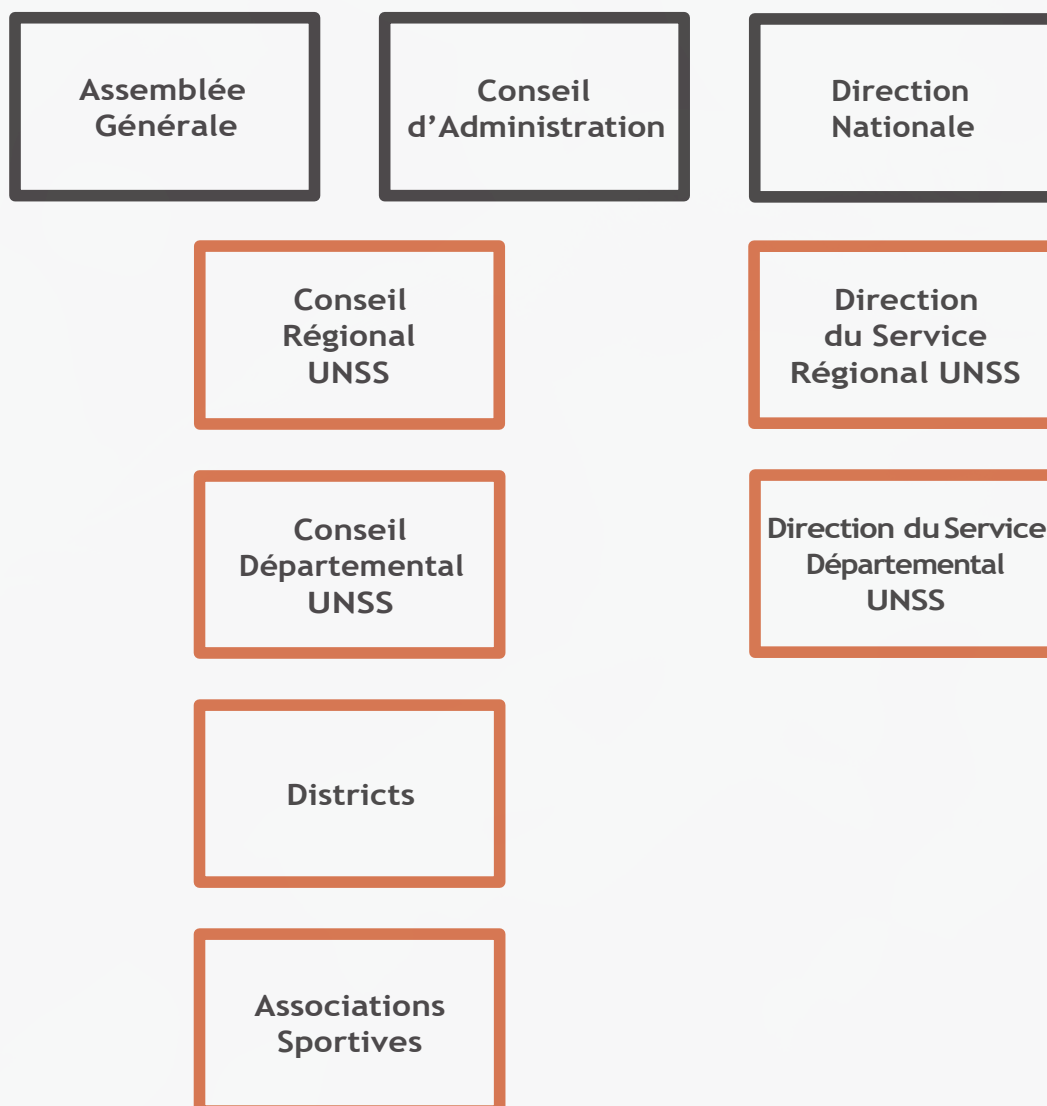 Assemblée
Générale
Conseil
d’Administration
Direction
Nationale
Conseil
Régional
UNSS
Direction
du Service
Régional UNSS
Conseil
Départemental
UNSS
Direction du Service
Départemental
UNSS
Districts
Associations
Sportives